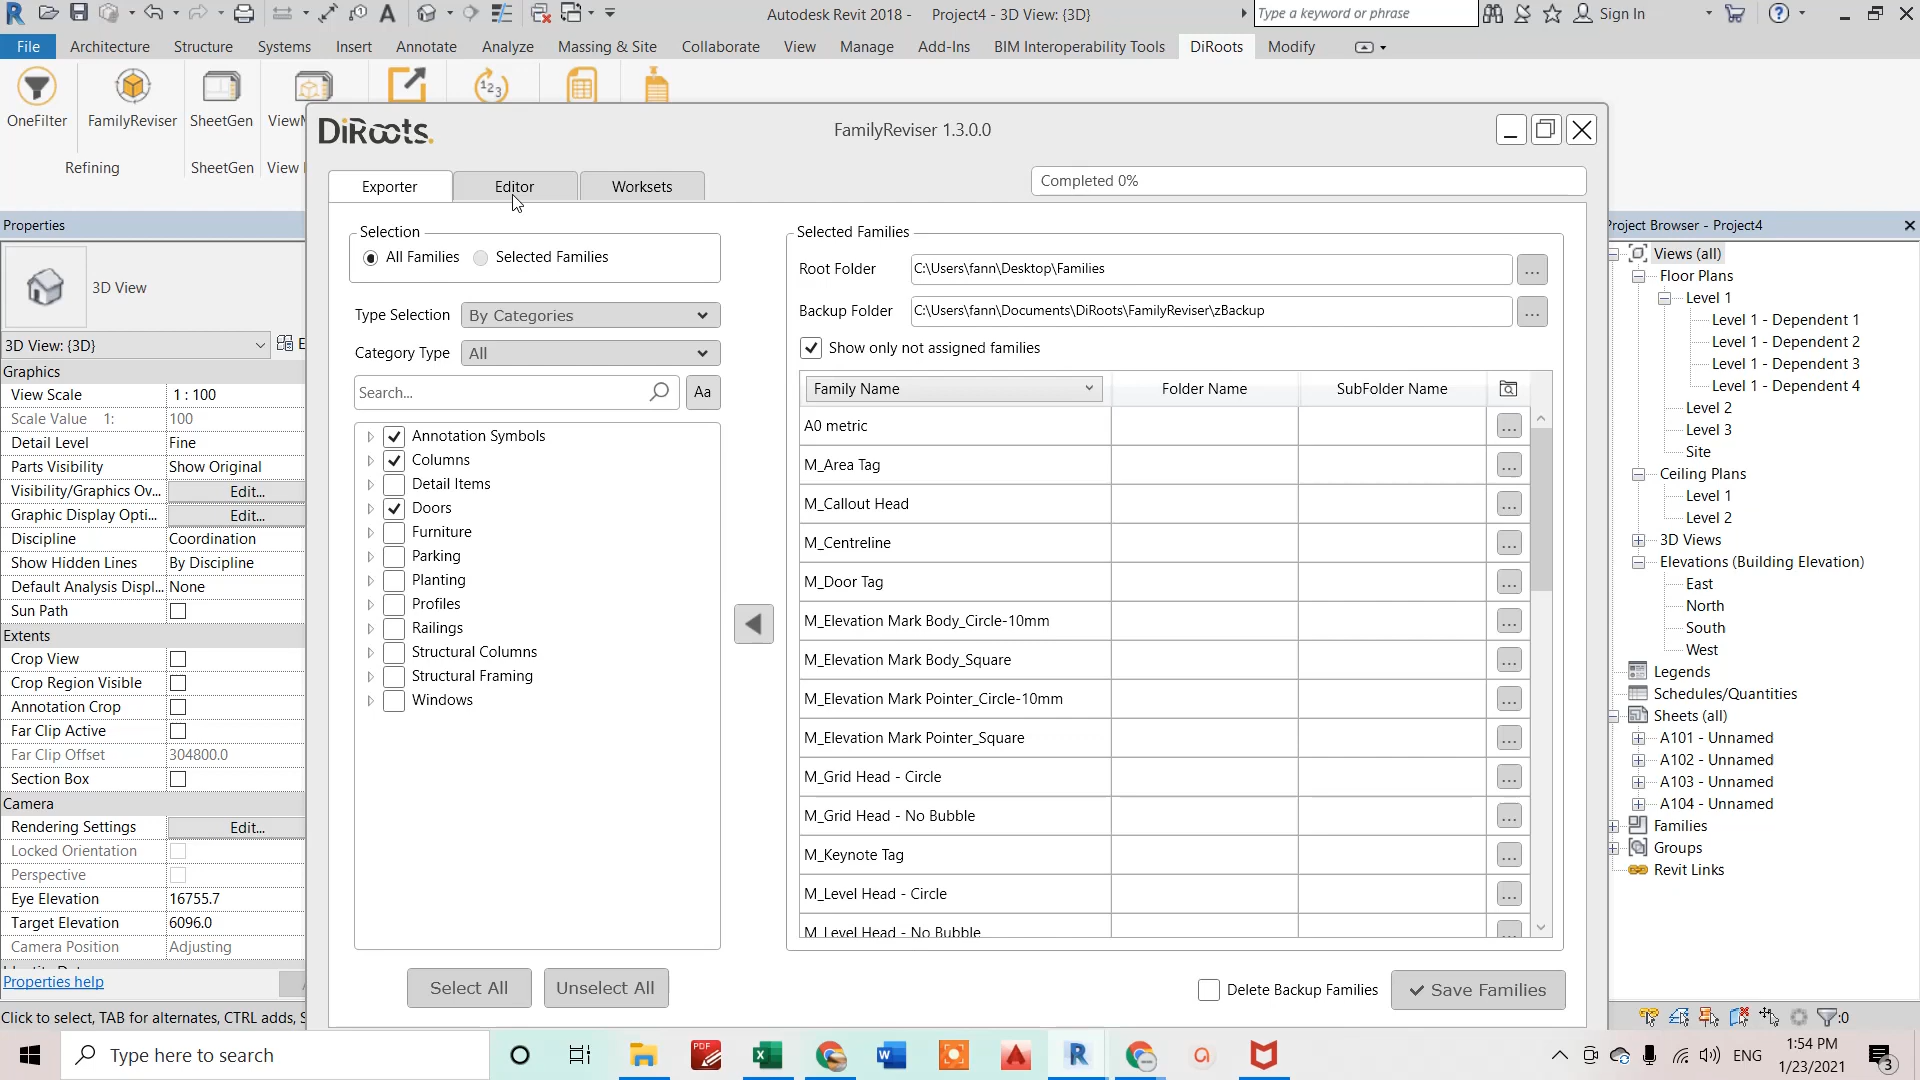 Autodesk Revit 2018 - Project4 - 3D View: {3D}
Type a keyword or phrase
Sign In
File Architecture Structure Systems Insert Annotate Analyze Massing & Site Collaborate View Manage Add-Ins BIM Interoperability Tools DiRoots Modify
OneFilter FamilyReviser SheetGen
Refining SheetGen View
DiRoots.
FamilyReviser 1.3.0.0
Exporter Editor Worksets
Completed 0%
Properties
3D View
3D View: {3D}
Graphics
View Scale 1 : 100
Scale Value 1: 100
Detail Level Fine
Parts Visibility Show Original
Visibility/Graphics Ov... Edit...
Graphic Display Opti... Edit...
Discipline Coordination
Show Hidden Lines By Discipline
Default Analysis Displ... None
Sun Path
Extents
Crop View
Crop Region Visible
Annotation Crop
Far Clip Active
Far Clip Offset 304800.0
Section Box
Camera
Rendering Settings Edit...
Locked Orientation
Perspective
Eye Elevation 16755.7
Target Elevation 6096.0
Camera Position Adjusting
Properties help
Click to select, TAB for alternates, CTRL adds, S
Selection
All Families Selected Families
Type Selection By Categories
Category Type All
Search... Aa
Annotation Symbols
Columns
Detail Items
Doors
Furniture
Parking
Planting
Profiles
Railings
Structural Columns
Structural Framing
Windows
Select All Unselect All
Selected Families
Root Folder C:\Users\fann\Desktop\Families ...
Backup Folder C:\Users\fann\Documents\DiRoots\FamilyReviser\zBackup ...
Show only not assigned families
Family Name Folder Name SubFolder Name
A0 metric ...
M_Area Tag ...
M_Callout Head ...
M_Centreline ...
M_Door Tag ...
M_Elevation Mark Body_Circle-10mm ...
M_Elevation Mark Body_Square ...
M_Elevation Mark Pointer_Circle-10mm ...
M_Elevation Mark Pointer_Square ...
M_Grid Head - Circle ...
M_Grid Head - No Bubble ...
M_Keynote Tag ...
M_Level Head - Circle ...
M_Level Head - No Bubble ...
Delete Backup Families Save Families
Project Browser - Project4
Views (all)
Floor Plans
Level 1
Level 1 - Dependent 1
Level 1 - Dependent 2
Level 1 - Dependent 3
Level 1 - Dependent 4
Level 2
Level 3
Site
Ceiling Plans
Level 1
Level 2
3D Views
Elevations (Building Elevation)
East
North
South
West
Legends
Schedules/Quantities
Sheets (all)
A101 - Unnamed
A102 - Unnamed
A103 - Unnamed
A104 - Unnamed
Families
Groups
Revit Links
:0
Type here to search
ENG
1:54 PM
1/23/2021
3